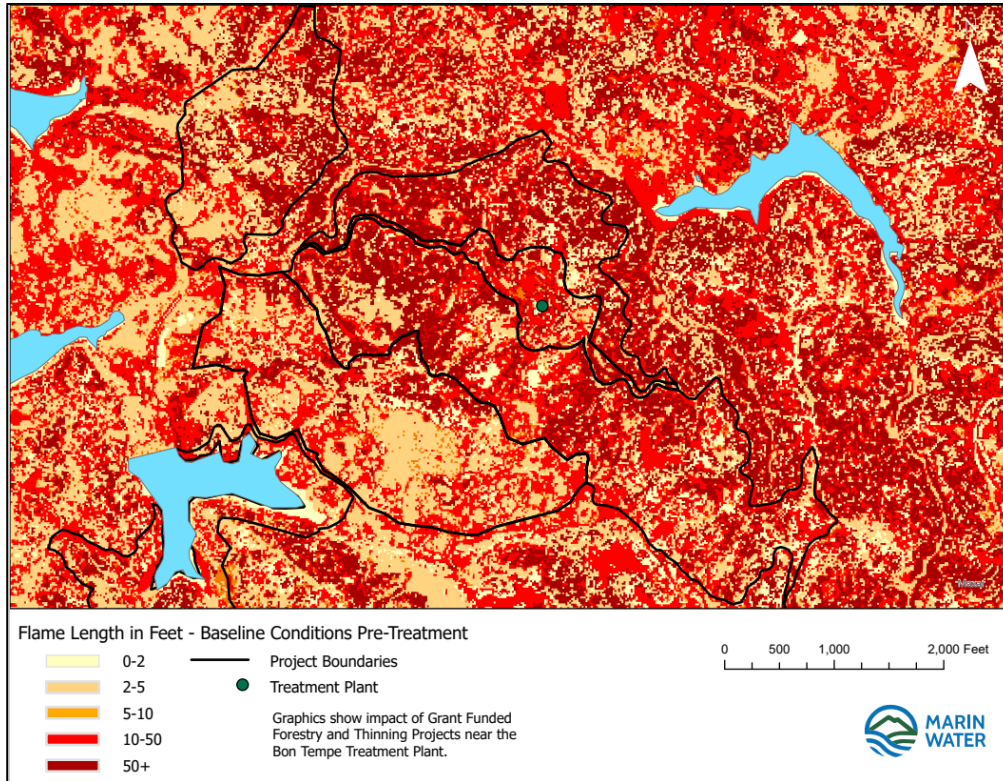 N
Maxar
Flame Length in Feet - Baseline Conditions Pre-Treatment
0-2
2-5
5-10
10-50
50+
Project Boundaries
Treatment Plant
Graphics show impact of Grant Funded
Forestry and Thinning Projects near the
Bon Tempe Treatment Plant.
0 500 1,000 2,000 Feet
MARIN
WATER